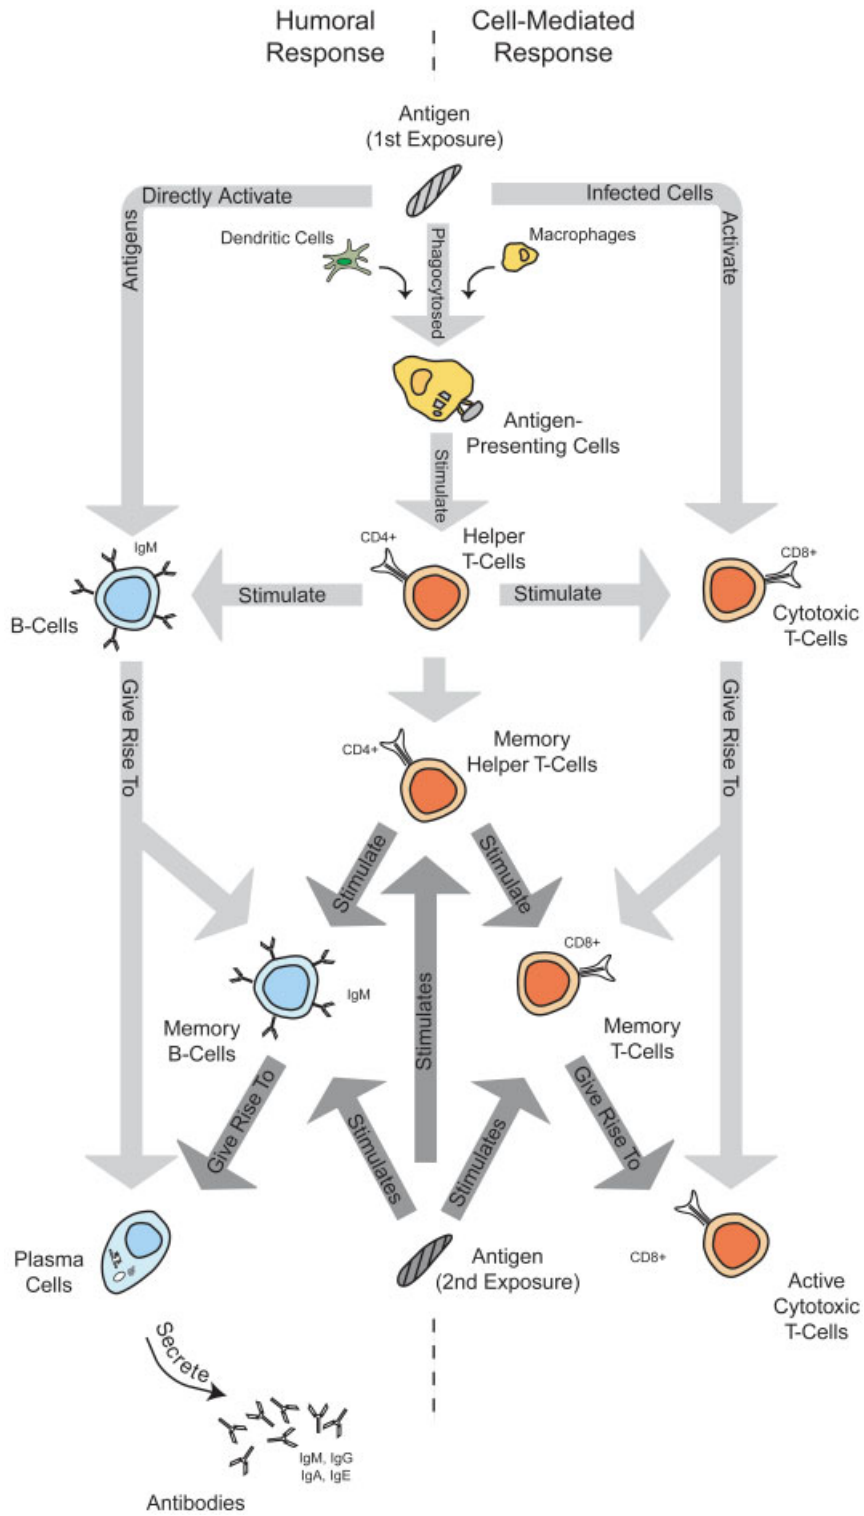 Humoral
Response
Cell-Mediated
Response
Antigen
(1st Exposure)
Directly Activate
Infected Cells
Antigens
Activate
Dendritic Cells
Phagocytosed
Macrophages
Antigen-
Presenting Cells
Stimulate
IgM
B-Cells
Stimulate
CD4+
Helper
T-Cells
Stimulate
CD8+
Cytotoxic
T-Cells
Give Rise To
Give Rise To
CD4+
Memory
Helper T-Cells
Stimulate
Stimulate
IgM
Memory
B-Cells
Stimulates
CD8+
Memory
T-Cells
Give Rise To
Stimulates
Stimulates
Give Rise To
Plasma
Cells
Antigen
(2nd Exposure)
CD8+
Active
Cytotoxic
T-Cells
Secrete
IgM, IgG
IgA, IgE
Antibodies